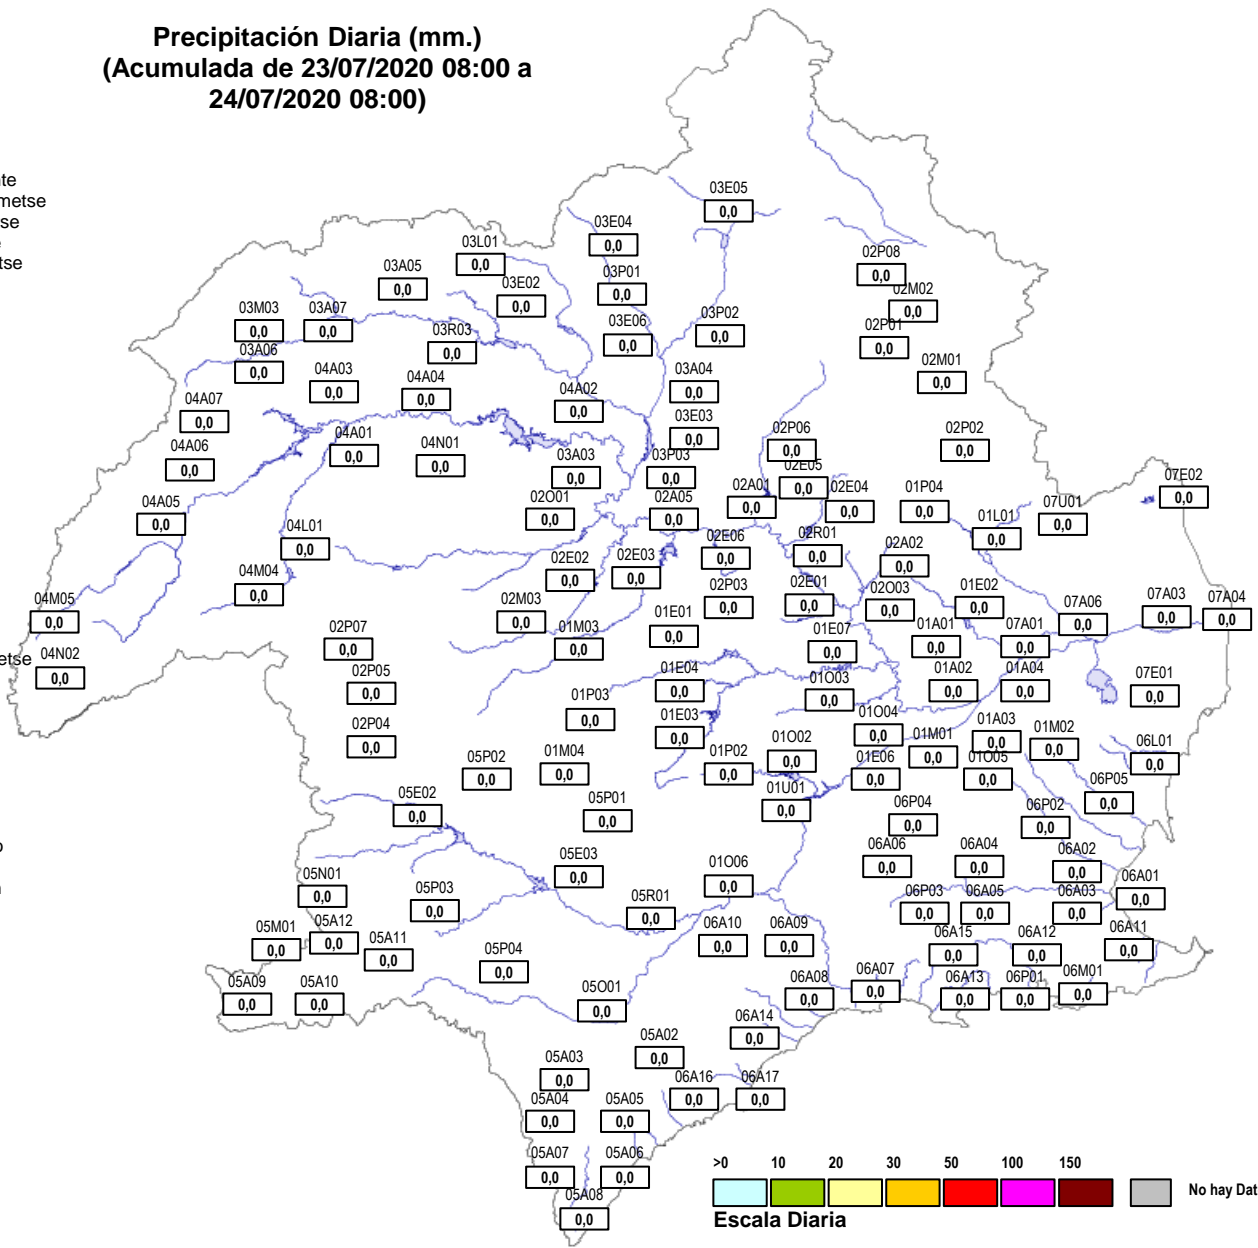 Precipitación Diaria (mm.)
(Acumulada de 23/07/2020 08:00 a
24/07/2020 08:00)
te
metse
se
tse
etse
03E05
0,0
03E04
0,0
03L01
0,0
02P08
0,0
03A05
0,0
03P01
0,0
03E02
0,0
02M02
0,0
03M03
0,0
03A07
0,0
03P02
0,0
03E06
0,0
02P01
0,0
03R03
0,0
03A06
0,0
02M01
0,0
04A03
0,0
03A04
0,0
04A04
0,0
04A02
0,0
04A07
0,0
03E03
0,0
02P06
0,0
02P02
0,0
04A01
0,0
04N01
0,0
04A06
0,0
03A03
0,0
03P03
0,0
02E05
0,0
07E02
0,0
02A01
0,0
02E04
0,0
01P04
0,0
02O01
0,0
02A05
0,0
04A05
0,0
07U01
0,0
01L01
0,0
04L01
0,0
02R01
0,0
02E06
0,0
02A02
0,0
02E03
0,0
02E02
0,0
04M04
0,0
02E01
0,0
02P03
0,0
01E02
0,0
02O03
0,0
07A03
0,0
07A04
0,0
04M05
0,0
02M03
0,0
07A06
0,0
01E01
0,0
01M03
0,0
02P07
0,0
01E07
0,0
01A01
0,0
07A01
0,0
04N02
0,0
02P05
0,0
01E04
0,0
01O03
0,0
01A02
0,0
01A04
0,0
07E01
0,0
01P03
0,0
01E03
0,0
01O04
0,0
02P04
0,0
01A03
0,0
01M02
0,0
01M01
0,0
01O02
0,0
06L01
0,0
05P02
0,0
01M04
0,0
01P02
0,0
01E06
0,0
01O05
0,0
01U01
0,0
06P05
0,0
05E02
0,0
05P01
0,0
06P04
0,0
06P02
0,0
06A06
0,0
06A04
0,0
06A02
0,0
05E03
0,0
01O06
0,0
05N01
0,0
06A01
0,0
05P03
0,0
05R01
0,0
06P03
0,0
06A05
0,0
06A03
0,0
05M01
0,0
05A12
0,0
05A11
0,0
06A10
0,0
06A09
0,0
06A15
0,0
06A12
0,0
06A11
0,0
05P04
0,0
05A09
0,0
05A10
0,0
05O01
0,0
06A08
0,0
06A07
0,0
06A13
0,0
06P01
0,0
06M01
0,0
06A14
0,0
05A02
0,0
05A03
0,0
06A16
0,0
06A17
0,0
05A04
0,0
05A05
0,0
05A07
0,0
05A06
0,0
05A08
0,0
>0 10 20 30 50 100 150
No hay Dat
Escala Diaria